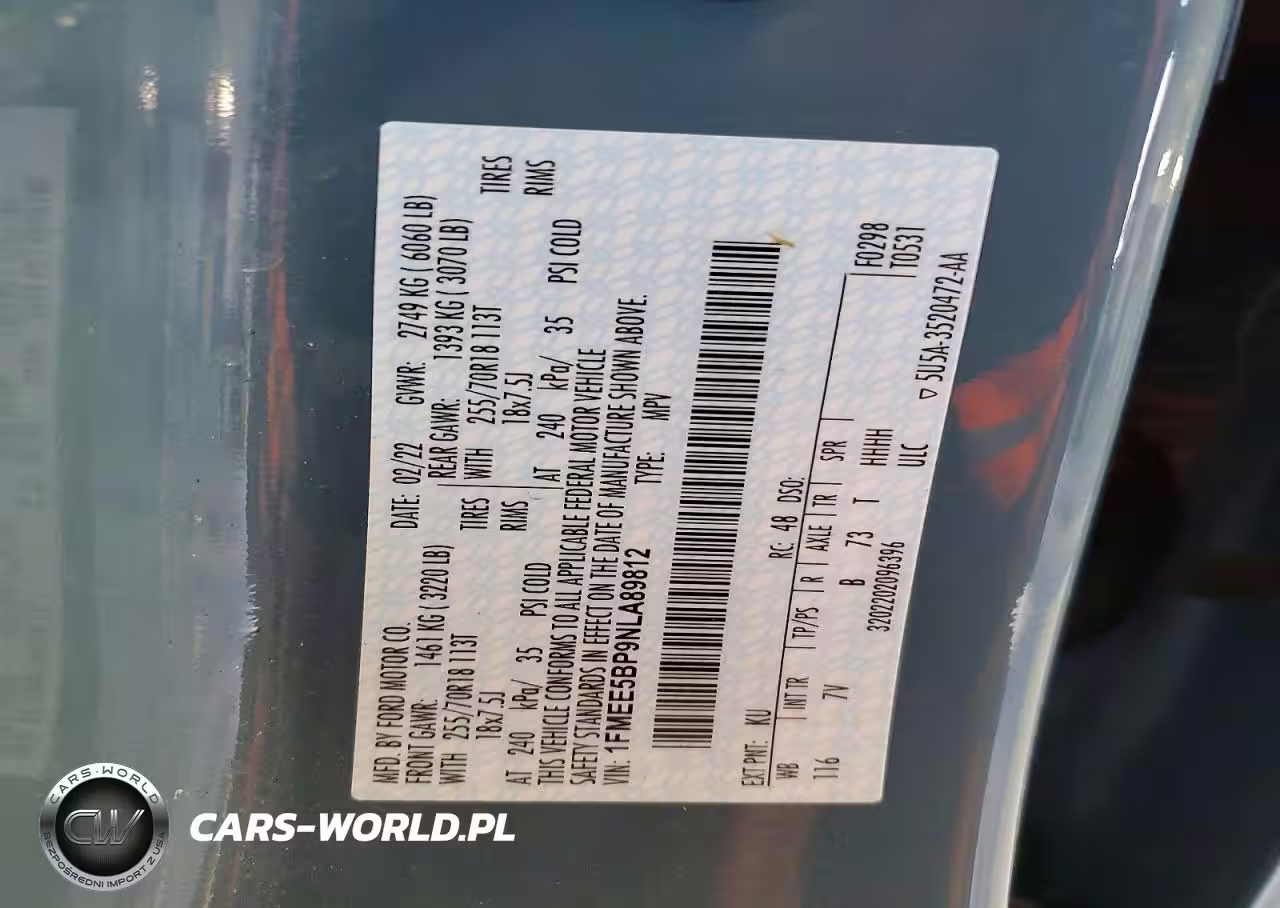 MFD. BY FORD MOTOR CO.
DATE: 02/22 GVWR: 2749 KG ( 6060 LB)
FRONT GAWR: 1461 KG ( 3220 LB)
REAR GAWR: 1393 KG ( 3070 LB)
WITH 255/70R18 113T TIRES
WITH 255/70R18 113T TIRES
18x7.5J RIMS
18x7.5J RIMS
AT 240 kPa/ 35 PSI COLD
AT 240 kPa/ 35 PSI COLD
THIS VEHICLE CONFORMS TO ALL APPLICABLE FEDERAL MOTOR VEHICLE
SAFETY STANDARDS IN EFFECT ON THE DATE OF MANUFACTURE SHOWN ABOVE.
VIN: 1FMEE5BP9NLA89812 TYPE: MPV
EXT PNT: KU RC: 48 DSO:
WB INT TR TP/PS R AXLE TR SPR F0298
116 7V B 73 T HHHH T0531
3202202096396 ULC ▽ 5U5A-3520472-AA
CARS-WORLD
CW
BEZPOŚREDNI IMPORT Z USA
CARS-WORLD.PL